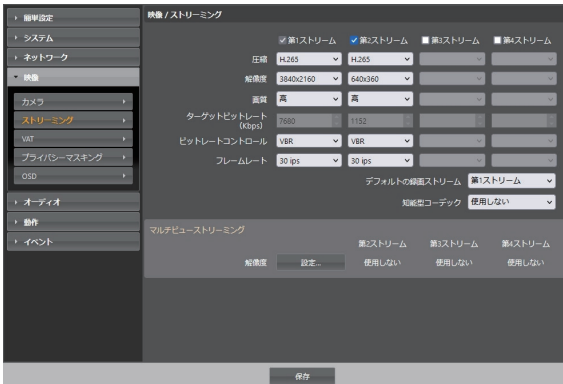 簡単設定
システム
ネットワーク
映像
カメラ
ストリーミング
VAT
プライバシーマスキング
OSD
オーディオ
動作
イベント
映像 / ストリーミング
第1ストリーム 第2ストリーム 第3ストリーム 第4ストリーム
圧縮 H.265 H.265
解像度 3840x2160 640x360
画質 高 高
ターゲットビットレート
(Kbps) 7680 1152
ビットレートコントロール VBR VBR
フレームレート 30 ips 30 ips
デフォルトの録画ストリーム 第1ストリーム
知能型コーデック 使用しない
マルチビューストリーミング
第2ストリーム 第3ストリーム 第4ストリーム
解像度 設定... 使用しない 使用しない 使用しない
保存